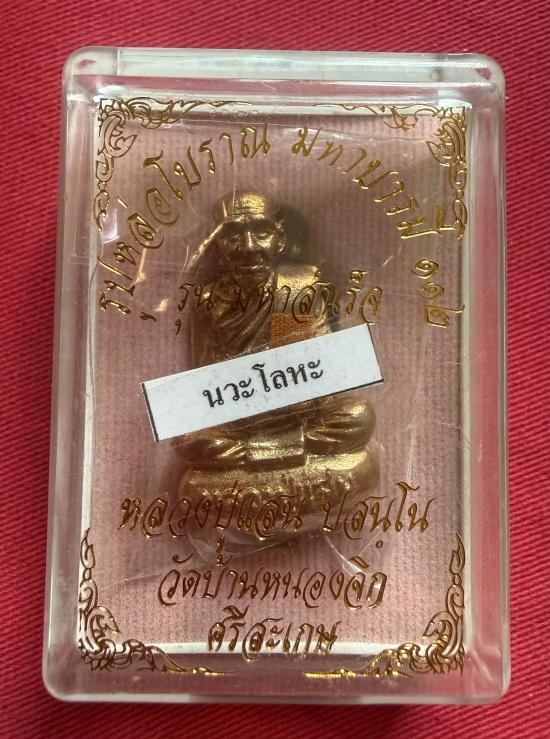 รูปหล่อโบราณ มหาบารมี ๑๑๒
รุ่น มหาสำเร็จ
นวะโลหะ
หลวงปู่แสน ปสนฺโน
วัดบ้านหนองจิก
ศรีสะเกษ